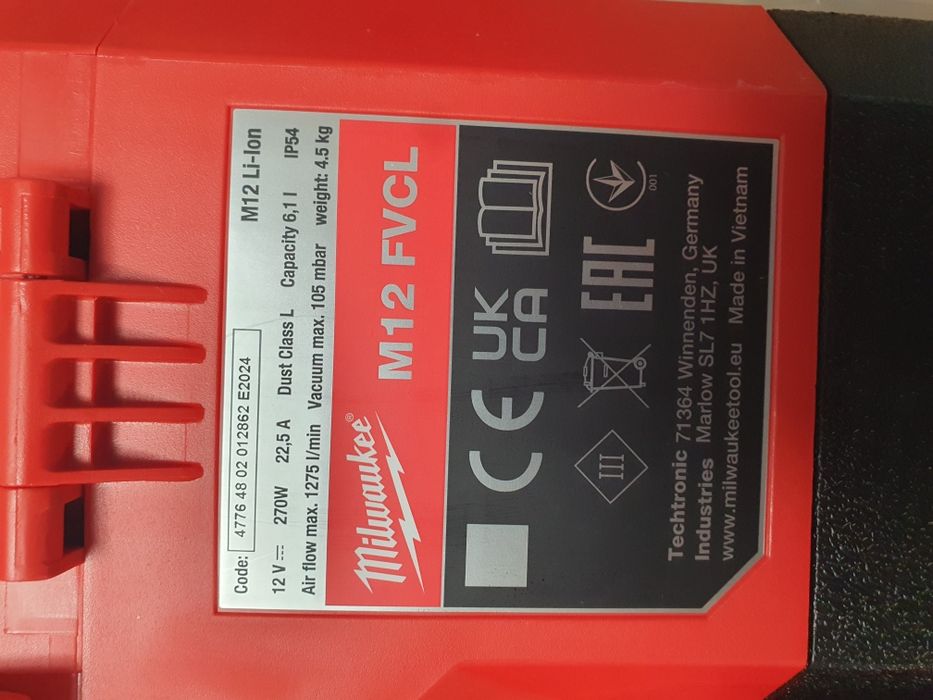 Code: 4776 48 02 012862 E2024 M12 Li-Ion
12 V 270W 22,5 A Dust Class L Capacity 6,1 l IP54
Air flow max. 1275 l/min Vacuum max. 105 mbar weight: 4.5 kg
Milwaukee® M12 FVCL
CE UK CA
III EAC 001
Techtronic 71364 Winnenden, Germany
Industries Marlow SL7 1HZ, UK
www.milwaukeetool.eu Made in Vietnam